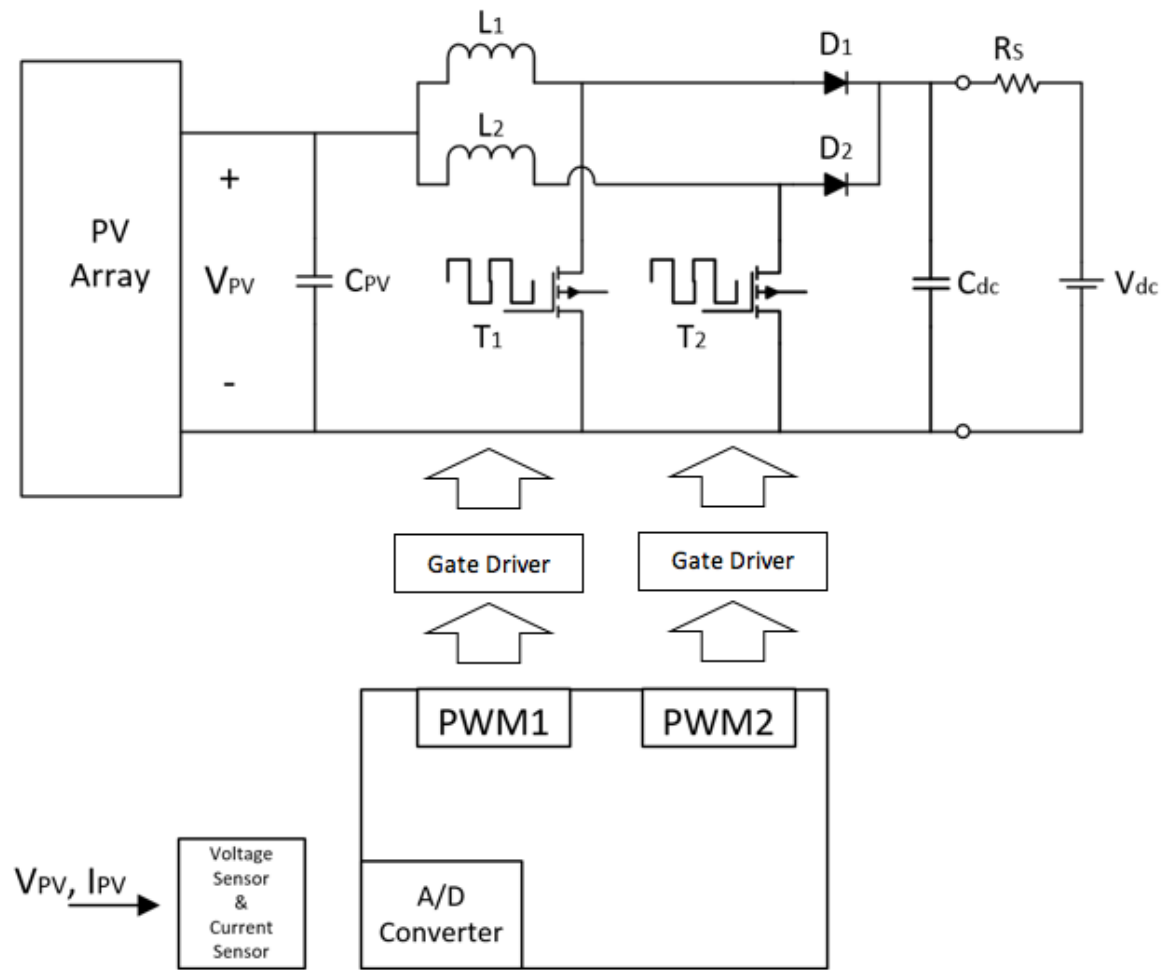 L1
D1
RS
L2
D2
+
PV
Array
VPV
CPV
Cdc
Vdc
T1
T2
-
Gate Driver
Gate Driver
PWM1
PWM2
Voltage
Sensor
&
Current
Sensor
VPV, IPV
A/D
Converter